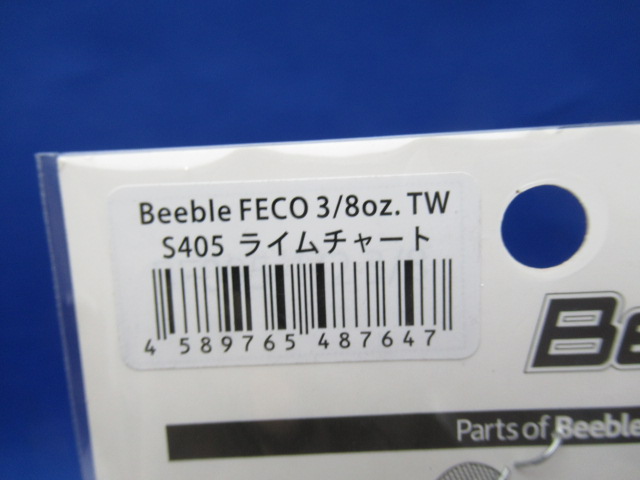 Beeble FECO 3/8oz. TW
S405 ライムチャート
4 589765 487647
Be
Parts of Beeble